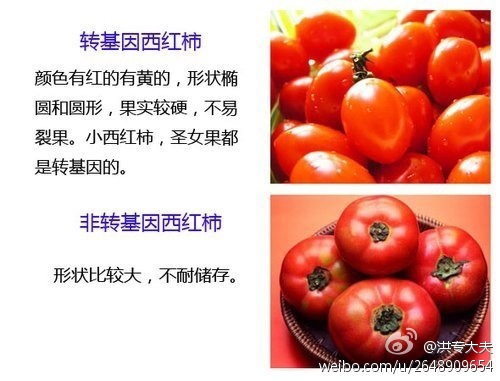 转基因西红柿
颜色有红的有黄的，形状椭
圆和圆形，果实较硬，不易
裂果。小西红柿，圣女果都
是转基因的。
非转基因西红柿
形状比较大，不耐储存。
@洪专大夫
weibo.com/u/2648909654